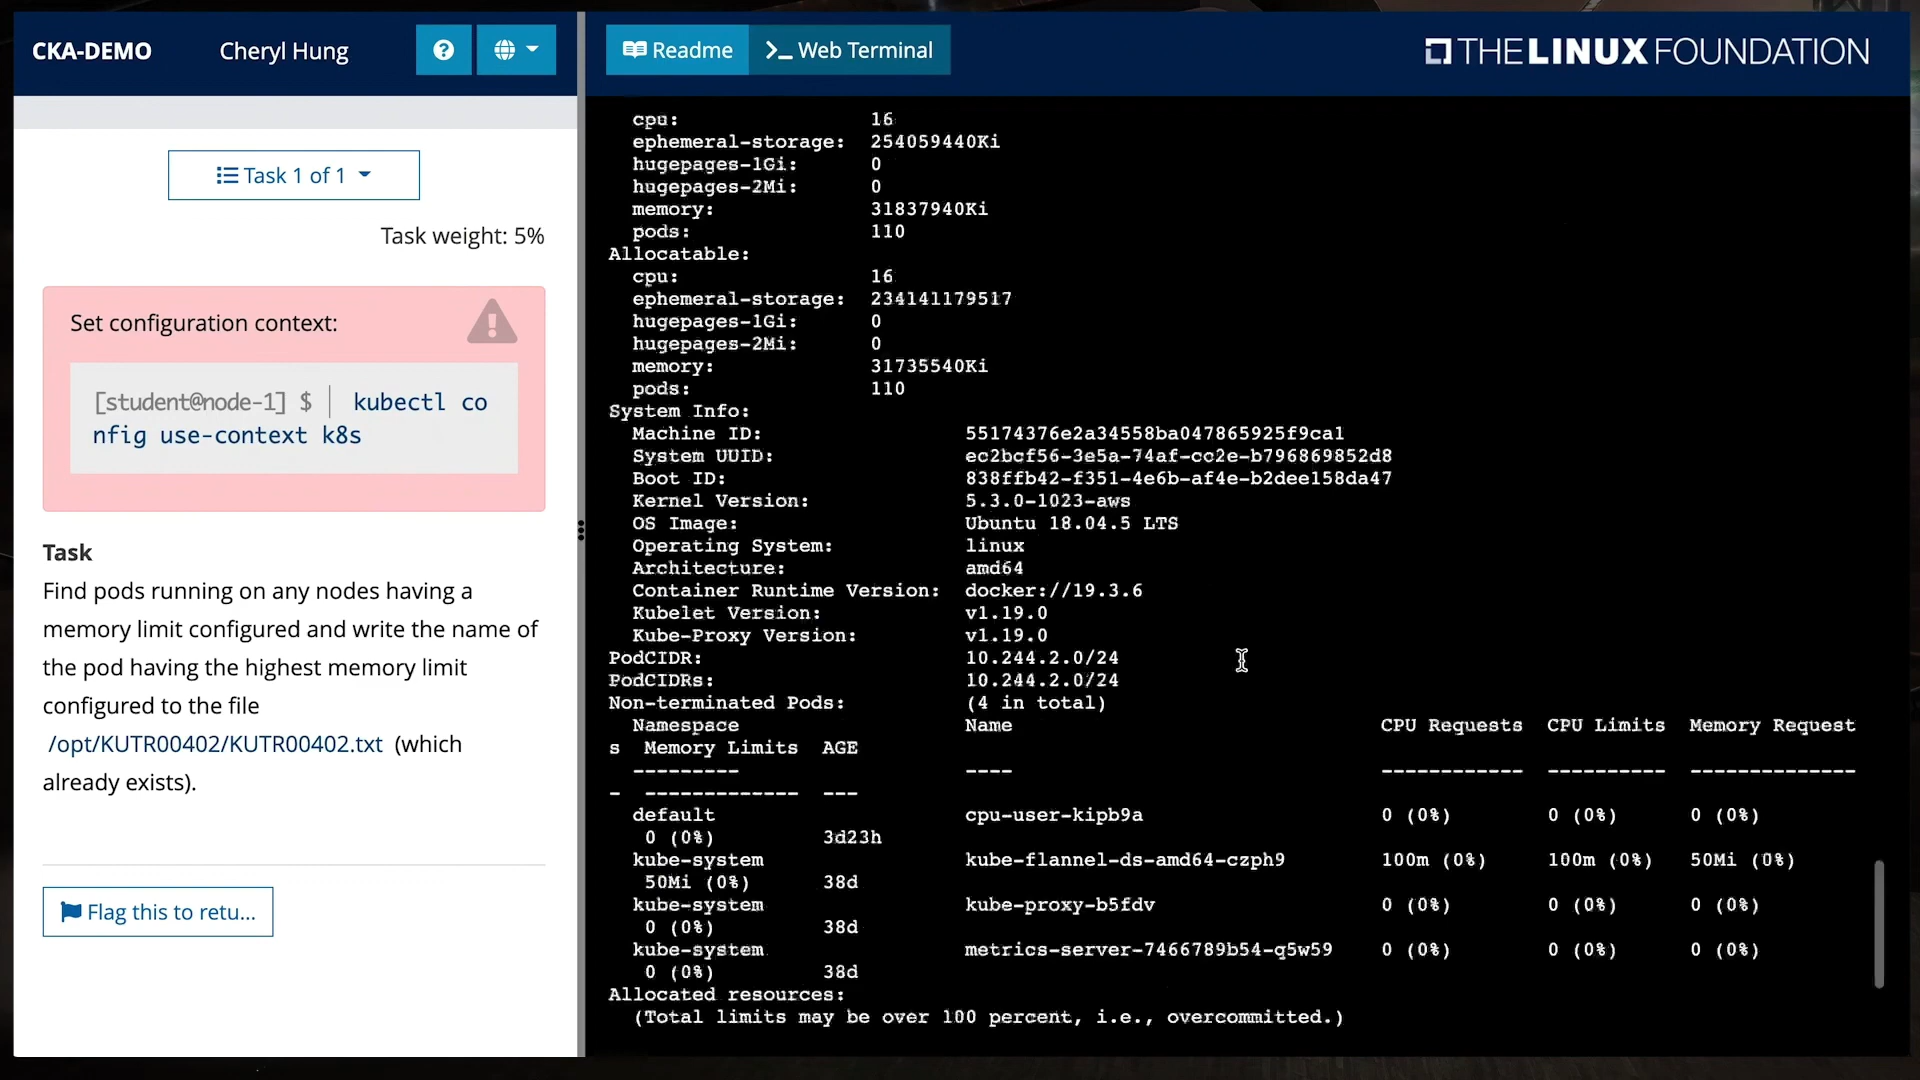 CKA-DEMO
Cheryl Hung
Readme
Web Terminal
THE LINUX FOUNDATION
Task 1 of 1
Task weight: 5%
Set configuration context:
[student@node-1] $ | kubectl co
nfig use-context k8s
Task
Find pods running on any nodes having a
memory limit configured and write the name of
the pod having the highest memory limit
configured to the file
/opt/KUTR00402/KUTR00402.txt (which
already exists).
Flag this to retu...
cpu: 16
ephemeral-storage: 254059440Ki
hugepages-1Gi: 0
hugepages-2Mi: 0
memory: 31837940Ki
pods: 110
Allocatable:
cpu: 16
ephemeral-storage: 234141179517
hugepages-1Gi: 0
hugepages-2Mi: 0
memory: 31735540Ki
pods: 110
System Info:
Machine ID: 55174376e2a34558ba047865925f9ca1
System UUID: ec2bcf56-3e5a-74af-cc2e-b796869852d8
Boot ID: 838ffb42-f351-4e6b-af4e-b2dee158da47
Kernel Version: 5.3.0-1023-aws
OS Image: Ubuntu 18.04.5 LTS
Operating System: linux
Architecture: amd64
Container Runtime Version: docker://19.3.6
Kubelet Version: v1.19.0
Kube-Proxy Version: v1.19.0
PodCIDR: 10.244.2.0/24
PodCIDRs: 10.244.2.0/24
Non-terminated Pods: (4 in total)
Namespace Name CPU Requests CPU Limits Memory Request
s Memory Limits AGE
--------- ---- ------------ ---------- --------------
- ------------- ---
default cpu-user-kipb9a 0 (0%) 0 (0%) 0 (0%)
0 (0%) 3d23h
kube-system kube-flannel-ds-amd64-czph9 100m (0%) 100m (0%) 50Mi (0%)
50Mi (0%) 38d
kube-system kube-proxy-b5fdv 0 (0%) 0 (0%) 0 (0%)
0 (0%) 38d
kube-system metrics-server-7466789b54-q5w59 0 (0%) 0 (0%) 0 (0%)
0 (0%) 38d
Allocated resources:
(Total limits may be over 100 percent, i.e., overcommitted.)